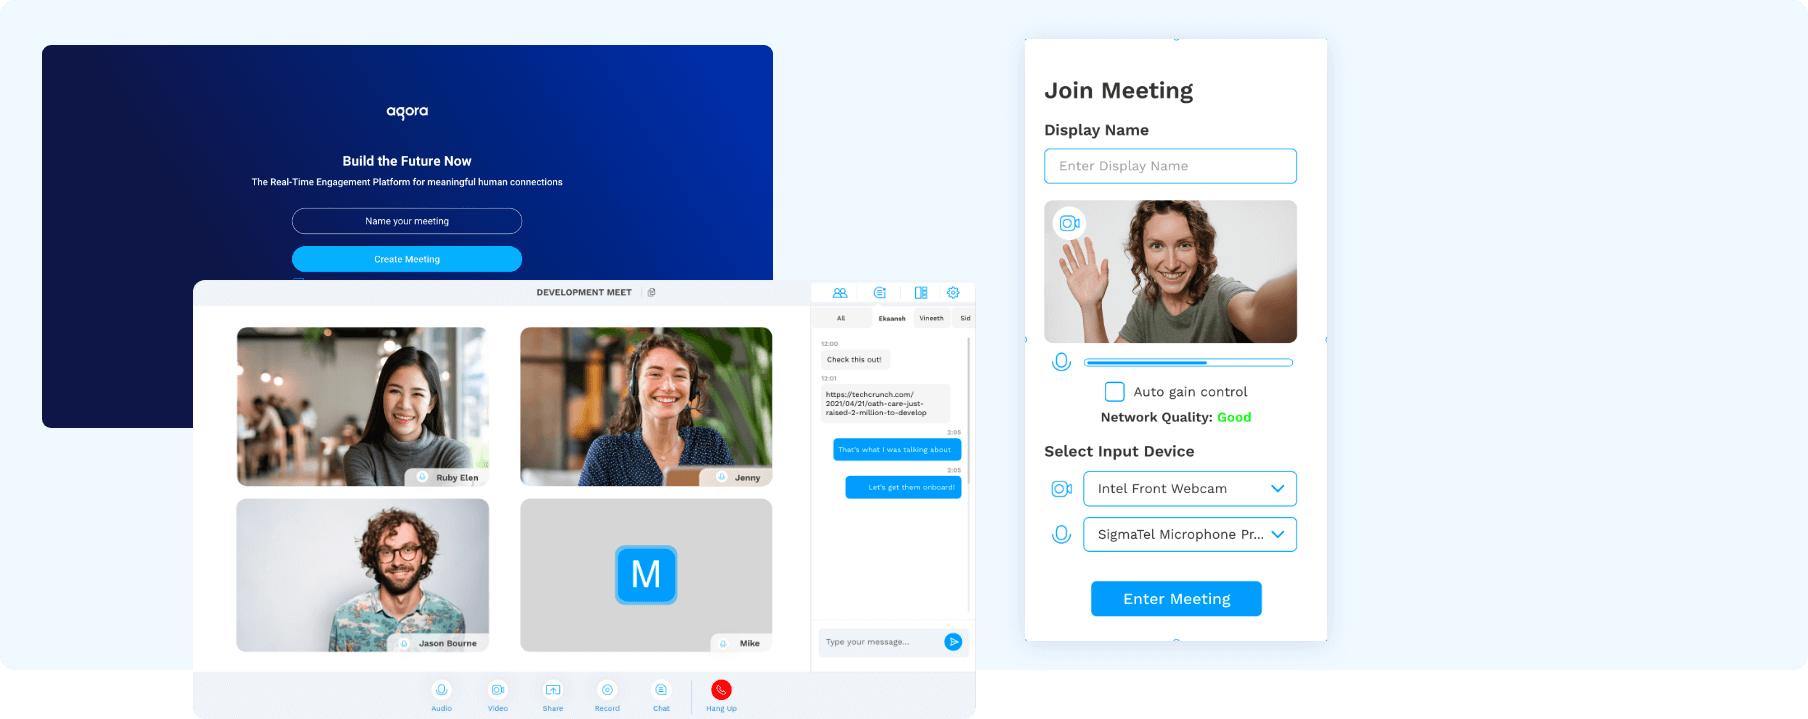 agora
Build the Future Now
The Real-Time Engagement Platform for meaningful human connections
Name your meeting
Create Meeting
DEVELOPMENT MEET
All
Ekaansh
Vineeth
Sid
12:00
Check this out!
12:01
https://techcrunch.com/
2021/04/21/oath-care-just-
raised-2-million-to-develop
2:05
That's what I was talking about
2:05
Let's get them onboard!
Ruby Elen
Jenny
Jason Bourne
M
Mike
Type your message...
Audio
Video
Share
Record
Chat
Hang Up
Join Meeting
Display Name
Enter Display Name
Auto gain control
Network Quality: Good
Select Input Device
Intel Front Webcam
SigmaTel Microphone Pr...
Enter Meeting